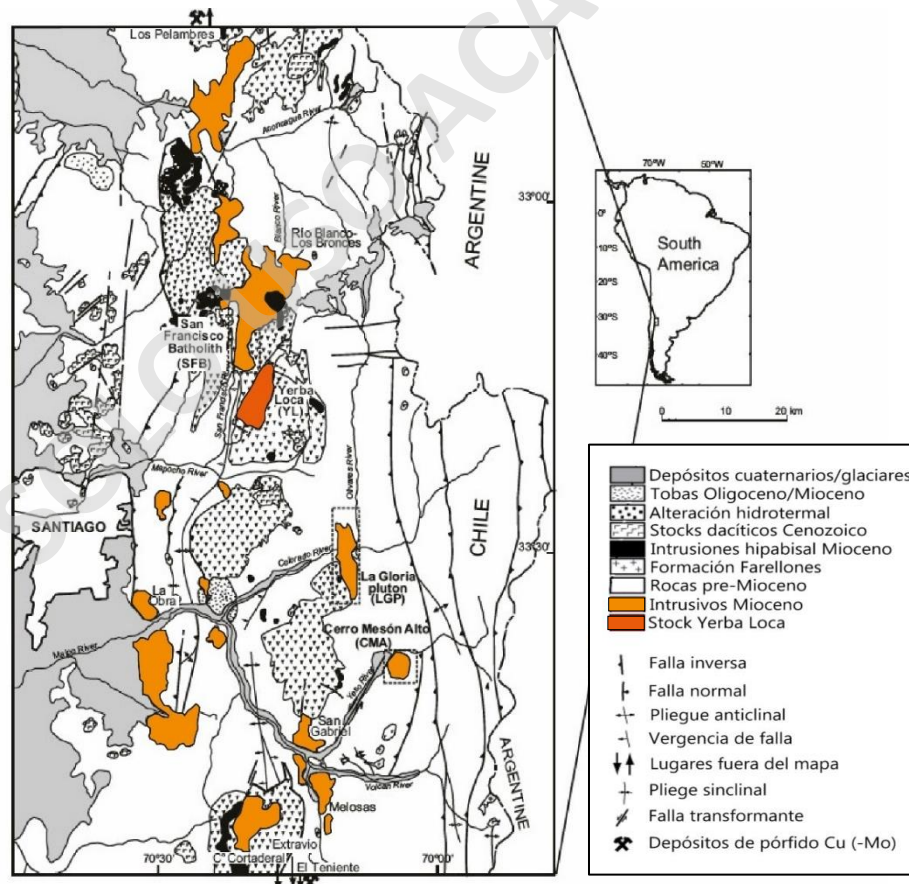 Los Pelambres
Aconcagua River
33°00'
Blanco River
Río Blanco-
Los Bronces
San
Francisco
Batholith
(SFB)
San Francisco
Yerba
Loca
(YL)
ARGENTINE
Mapocho River
Olivares River
SANTIAGO
CHILE
33°30'
Colorado River
La Gloria
pluton
(LGP)
La
Obra
Cerro Mesón Alto
(CMA)
Maipo River
Yeso River
San
Gabriel
Volcan River
ARGENTINE
Melosas
Extravio
70°30'
Cº Cortaderal
El Teniente
70°00'
70°W
50°W
0°
10°S
20°S
30°S
40°S
South
America
0
10
20 km
Depósitos cuaternarios/glaciares
Tobas Oligoceno/Mioceno
Alteración hidrotermal
Stocks dacíticos Cenozoico
Intrusiones hipabisal Mioceno
Formación Farellones
Rocas pre-Mioceno
Intrusivos Mioceno
Stock Yerba Loca
Falla inversa
Falla normal
Pliegue anticlinal
Vergencia de falla
Lugares fuera del mapa
Pliege sinclinal
Falla transformante
Depósitos de pórfido Cu (-Mo)